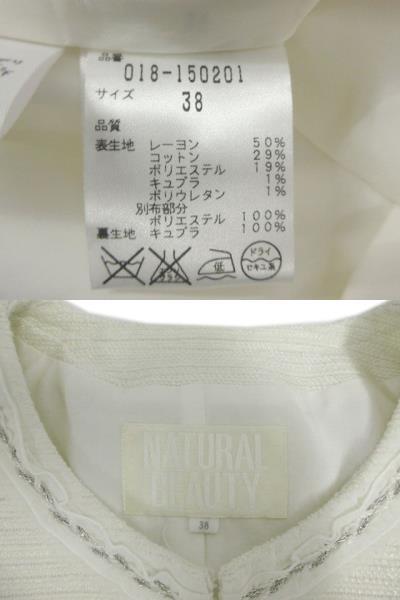 品番
018-150201
サイズ
38
品質
表生地 レーヨン 50%
コットン 29%
ポリエステル 19%
キュプラ 1%
ポリウレタン 1%
別布部分
ポリエステル 100%
裏生地 キュプラ 100%
低
ドライ
セキユ系
NATURAL
BEAUTY
38